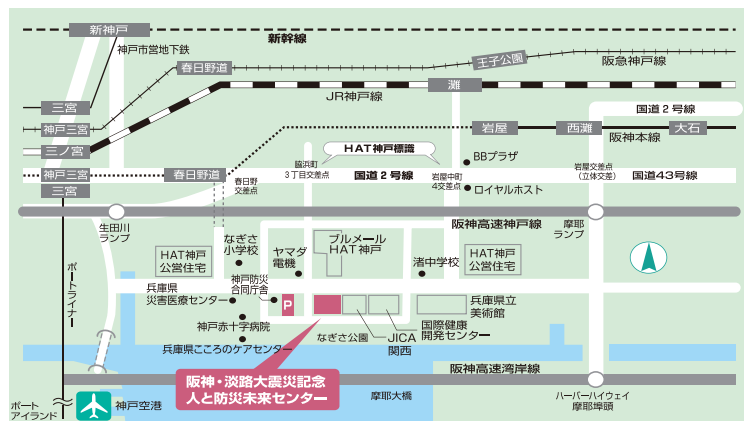 新神戸
新幹線
神戸市営地下鉄
春日野道
王子公園
阪急神戸線
灘
JR神戸線
三宮
神戸三宮
三ノ宮
国道2号線
岩屋
西灘
大石
阪神本線
HAT神戸標識
脇浜町
3丁目交差点
BBプラザ
神戸三宮
春日野道
春日野
交差点
国道2号線
岩屋中町
4交差点
岩屋交差点
(立体交差)
国道43号線
三宮
ロイヤルホスト
生田川
ランプ
阪神高速神戸線
摩耶
ランプ
なぎさ
小学校
ヤマダ
電機
ブルメール
HAT神戸
HAT神戸
公営住宅
渚中学校
HAT神戸
公営住宅
ポートライナー
神戸防災
合同庁舎
兵庫県
災害医療センター
P
兵庫県立
美術館
神戸赤十字病院
国際健康
開発センター
なぎさ公園
JICA
関西
兵庫県こころのケアセンター
阪神・淡路大震災記念
人と防災未来センター
阪神高速湾岸線
摩耶大橋
ハーバーハイウェイ
摩耶埠頭
ポート
アイランド
神戸空港